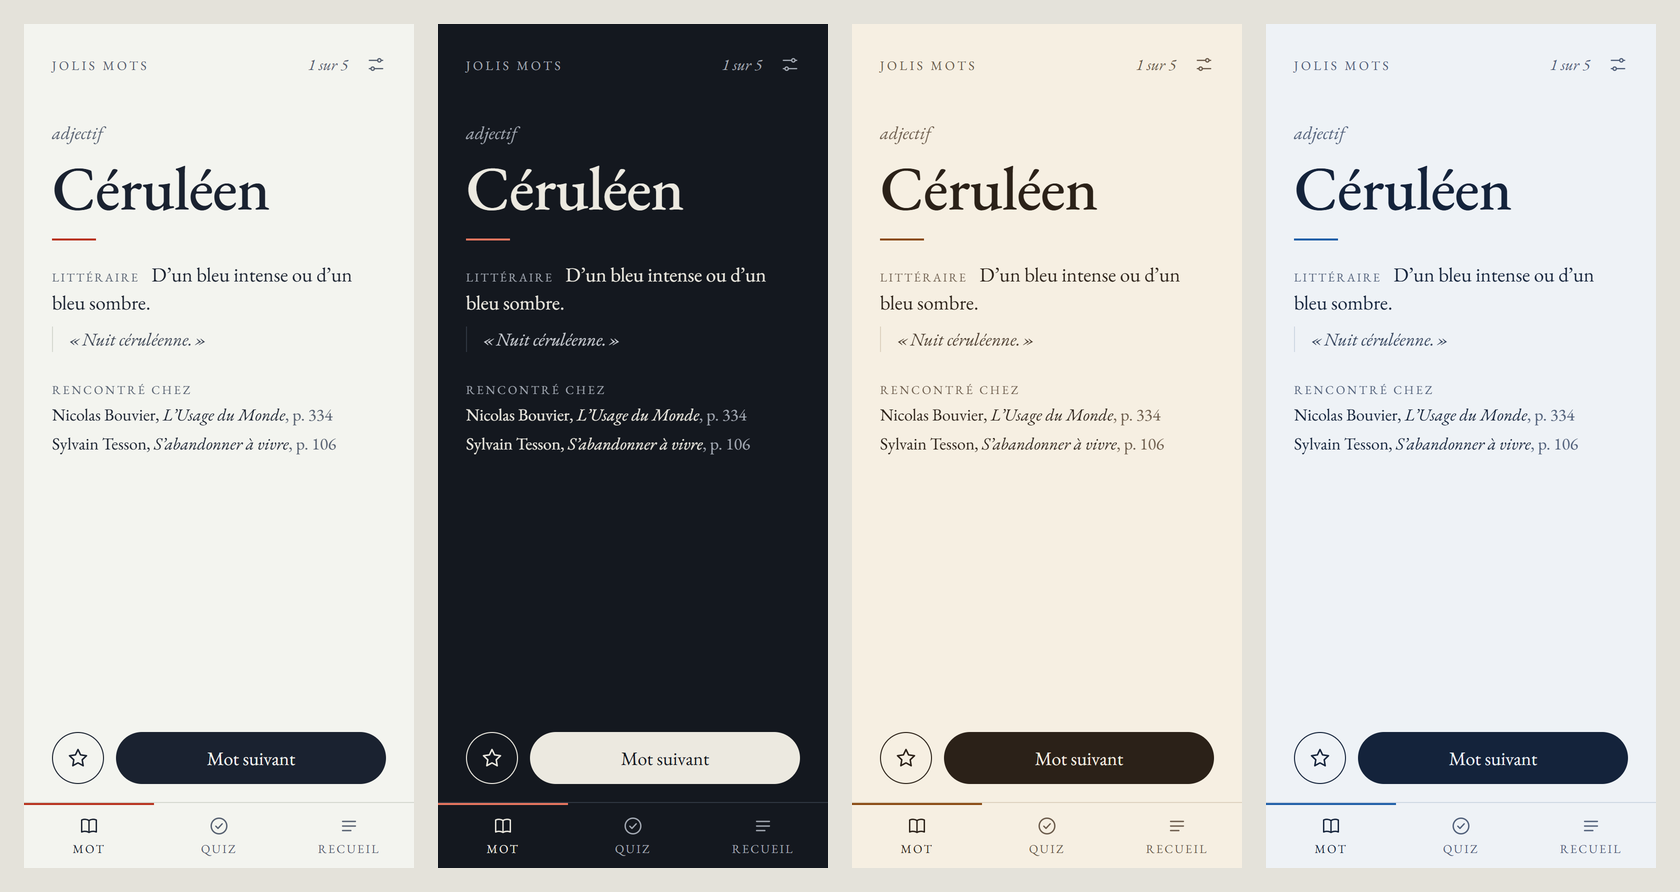 JOLIS MOTS 1 sur 5
adjectif
Céruléen
LITTÉRAIRE D’un bleu intense ou d’un
bleu sombre.
« Nuit céruléenne. »
RENCONTRÉ CHEZ
Nicolas Bouvier, L’Usage du Monde, p. 334
Sylvain Tesson, S’abandonner à vivre, p. 106
Mot suivant
MOT QUIZ RECUEIL
JOLIS MOTS 1 sur 5
adjectif
Céruléen
LITTÉRAIRE D’un bleu intense ou d’un
bleu sombre.
« Nuit céruléenne. »
RENCONTRÉ CHEZ
Nicolas Bouvier, L’Usage du Monde, p. 334
Sylvain Tesson, S’abandonner à vivre, p. 106
Mot suivant
MOT QUIZ RECUEIL
JOLIS MOTS 1 sur 5
adjectif
Céruléen
LITTÉRAIRE D’un bleu intense ou d’un
bleu sombre.
« Nuit céruléenne. »
RENCONTRÉ CHEZ
Nicolas Bouvier, L’Usage du Monde, p. 334
Sylvain Tesson, S’abandonner à vivre, p. 106
Mot suivant
MOT QUIZ RECUEIL
JOLIS MOTS 1 sur 5
adjectif
Céruléen
LITTÉRAIRE D’un bleu intense ou d’un
bleu sombre.
« Nuit céruléenne. »
RENCONTRÉ CHEZ
Nicolas Bouvier, L’Usage du Monde, p. 334
Sylvain Tesson, S’abandonner à vivre, p. 106
Mot suivant
MOT QUIZ RECUEIL